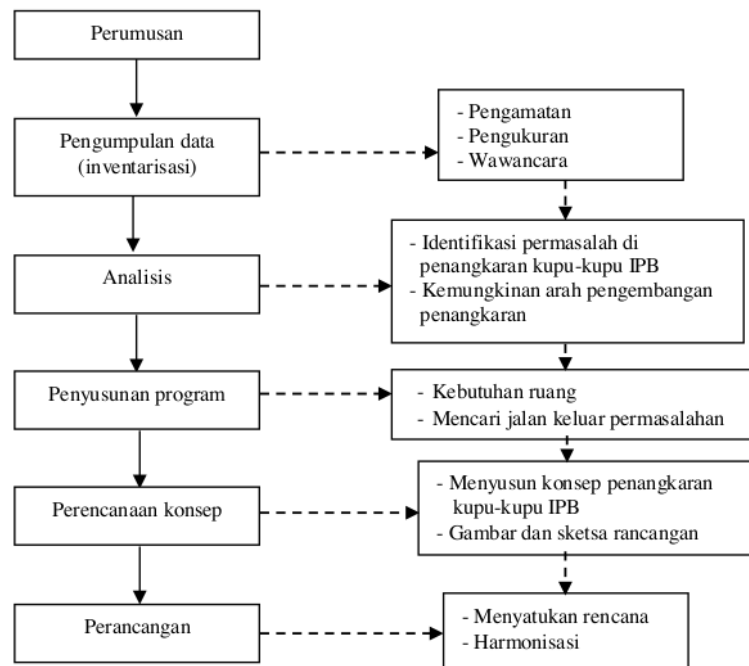 Perumusan
Pengumpulan data
(inventarisasi)
- Pengamatan
- Pengukuran
- Wawancara
Analisis
- Identifikasi permasalah di
penangkaran kupu-kupu IPB
- Kemungkinan arah pengembangan
penangkaran
Penyusunan program
- Kebutuhan ruang
- Mencari jalan keluar permasalahan
Perencanaan konsep
- Menyusun konsep penangkaran
kupu-kupu IPB
- Gambar dan sketsa rancangan
Perancangan
- Menyatukan rencana
- Harmonisasi